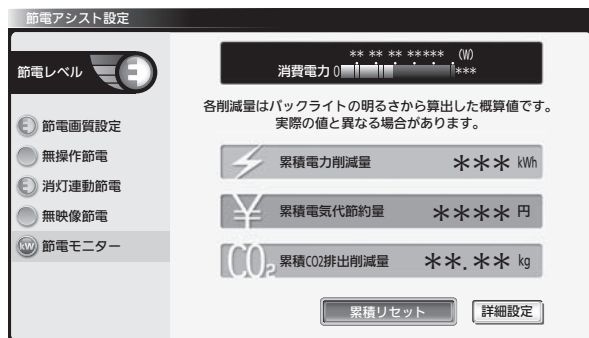 節電アシスト設定
節電レベル
節電画質設定
無操作節電
消灯連動節電
無映像節電
kW 節電モニター
** ** ** ***** (W)
消費電力 0 ***
各削減量はバックライトの明るさから算出した概算値です。
実際の値と異なる場合があります。
累積電力削減量 *** kWh
¥ 累積電気代節約量 **** 円
CO₂ 累積CO2排出削減量 **.** kg
累積リセット 詳細設定